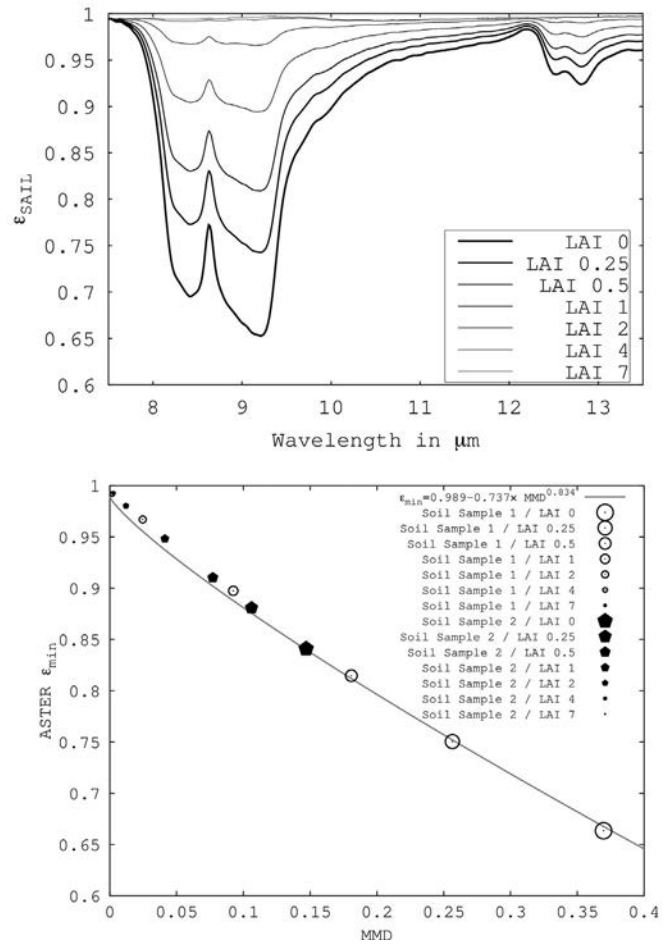 1
0.95
0.9
0.85
0.8
0.75
0.7
0.65
0.6
εSAIL
LAI 0
LAI 0.25
LAI 0.5
LAI 1
LAI 2
LAI 4
LAI 7
8 9 10 11 12 13
Wavelength in μm
1
0.95
0.9
0.85
0.8
0.75
0.7
0.65
0.6
ASTER εmin
εmin=0.989-0.737× MMD^0.834
Soil Sample 1 / LAI 0
Soil Sample 1 / LAI 0.25
Soil Sample 1 / LAI 0.5
Soil Sample 1 / LAI 1
Soil Sample 1 / LAI 2
Soil Sample 1 / LAI 4
Soil Sample 1 / LAI 7
Soil Sample 2 / LAI 0
Soil Sample 2 / LAI 0.25
Soil Sample 2 / LAI 0.5
Soil Sample 2 / LAI 1
Soil Sample 2 / LAI 2
Soil Sample 2 / LAI 4
Soil Sample 2 / LAI 7
0 0.05 0.1 0.15 0.2 0.25 0.3 0.35 0.4
MMD